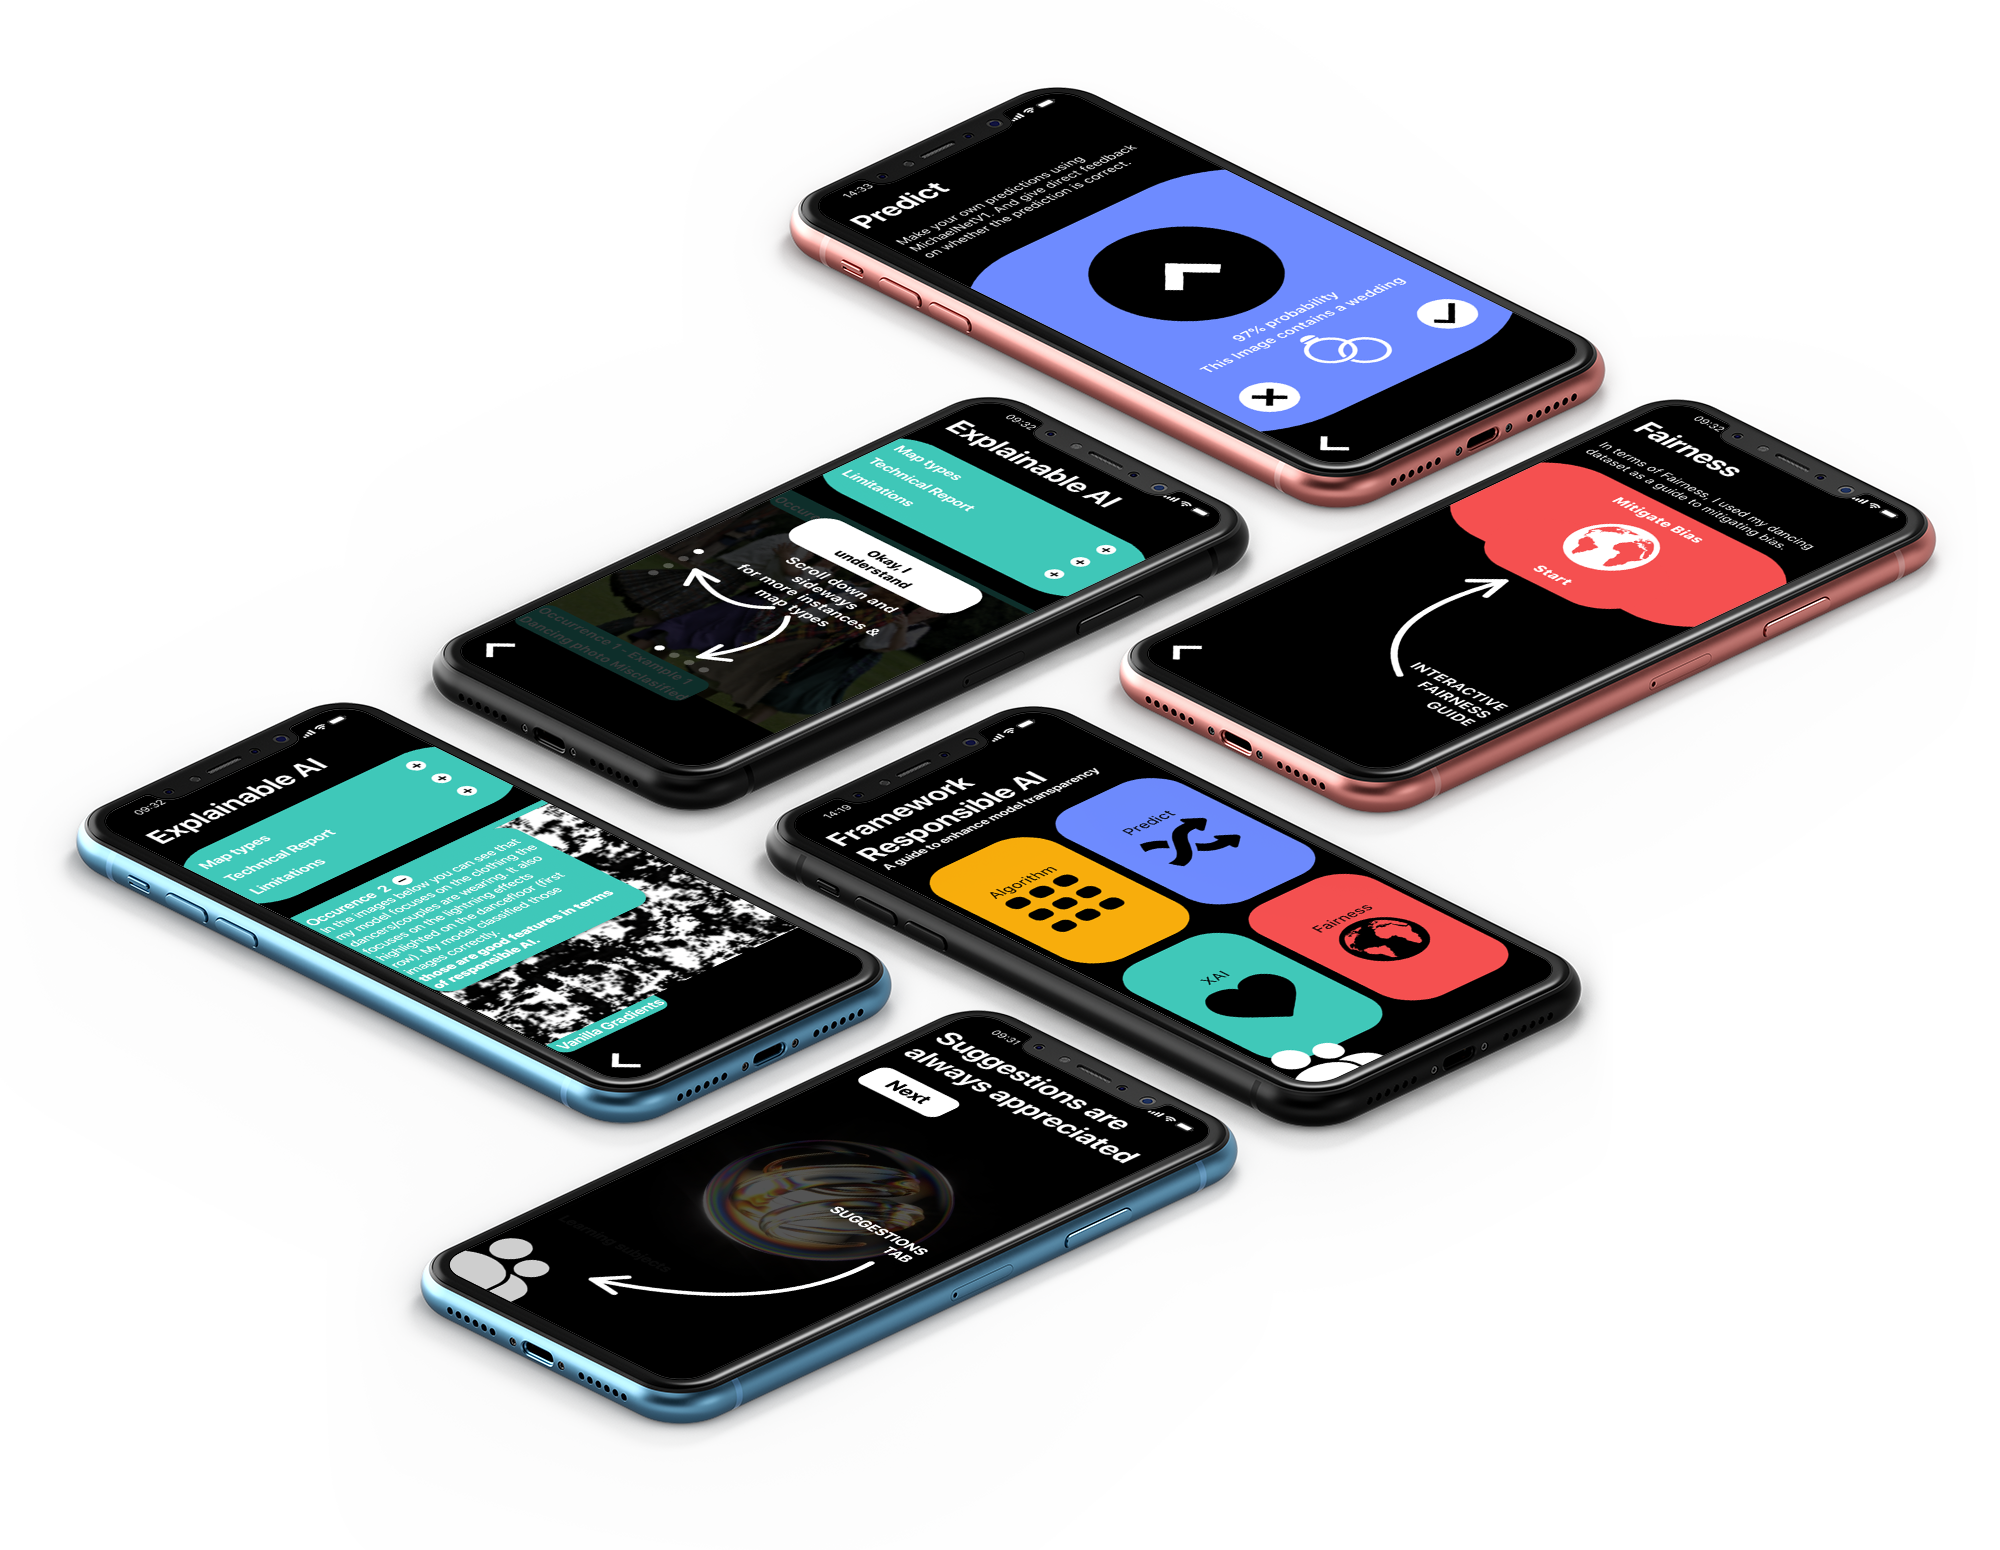 14:33
Predict
Make your own predictions using
MichaelNetV1. And give direct feedback
on whether the prediction is correct.
97% probability
This image contains a wedding
09:32
Explainable AI
Map types
Technical Report
Limitations
Okay, I
understand
Scroll down and
sideways
for more instances &
map types
Occurrence 1 - Example 1
Dancing photo Misclassified
09:32
Fairness
In terms of Fairness, I used my dancing
dataset as a guide to mitigating bias.
Mitigate Bias
Start
INTERACTIVE
FAIRNESS
GUIDE
09:32
Explainable AI
Map types
Technical Report
Limitations
Occurence 2
In the images below you can see that
my model focuses on the clothing the
dancers/couples are wearing. It also
focuses on the lightning effects
highlighted on the dancefloor (first
row). My model classified those
images correctly.
those are good features in terms
of responsible AI.
Vanilla Gradients
14:19
Framework
Responsible AI
A guide to enhance model transparency
Predict
Algorithm
Fairness
XAI
09:31
Suggestions are
always appreciated
Next
SUGGESTIONS
TAB
Learning subjects